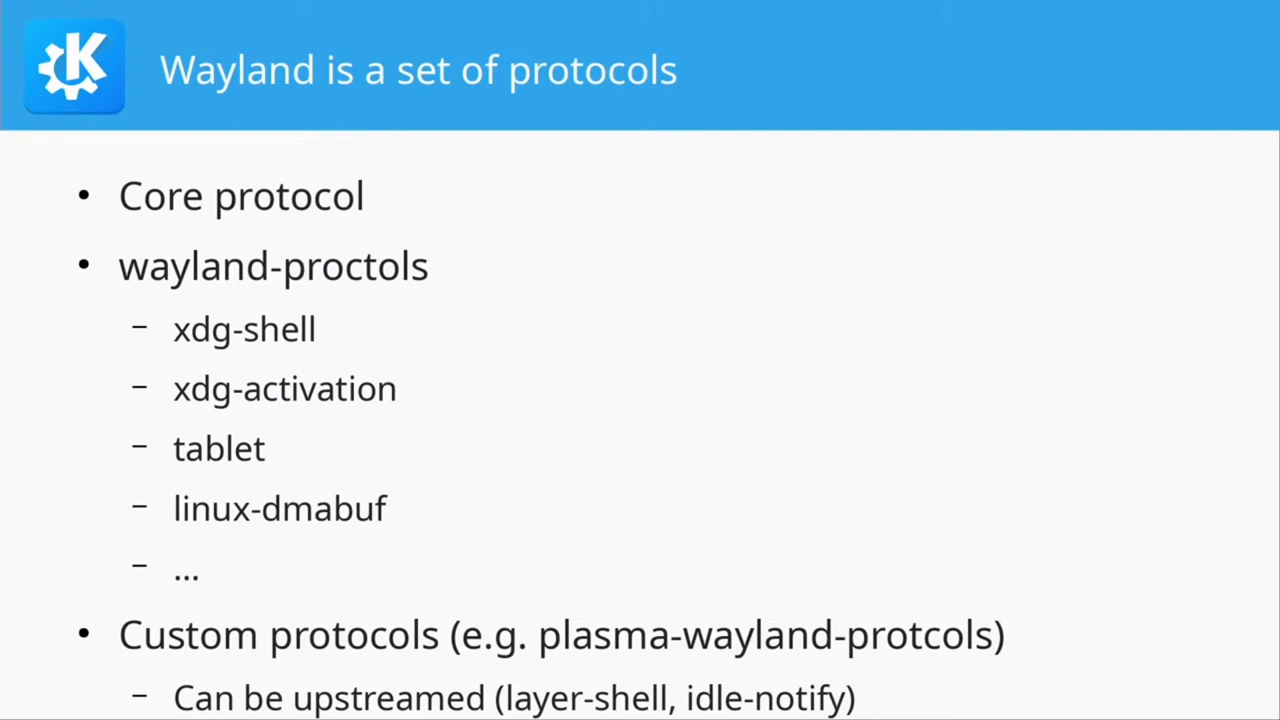 Wayland is a set of protocols
• Core protocol
• wayland-proctols
– xdg-shell
– xdg-activation
– tablet
– linux-dmabuf
– ...
• Custom protocols (e.g. plasma-wayland-protcols)
– Can be upstreamed (layer-shell, idle-notify)